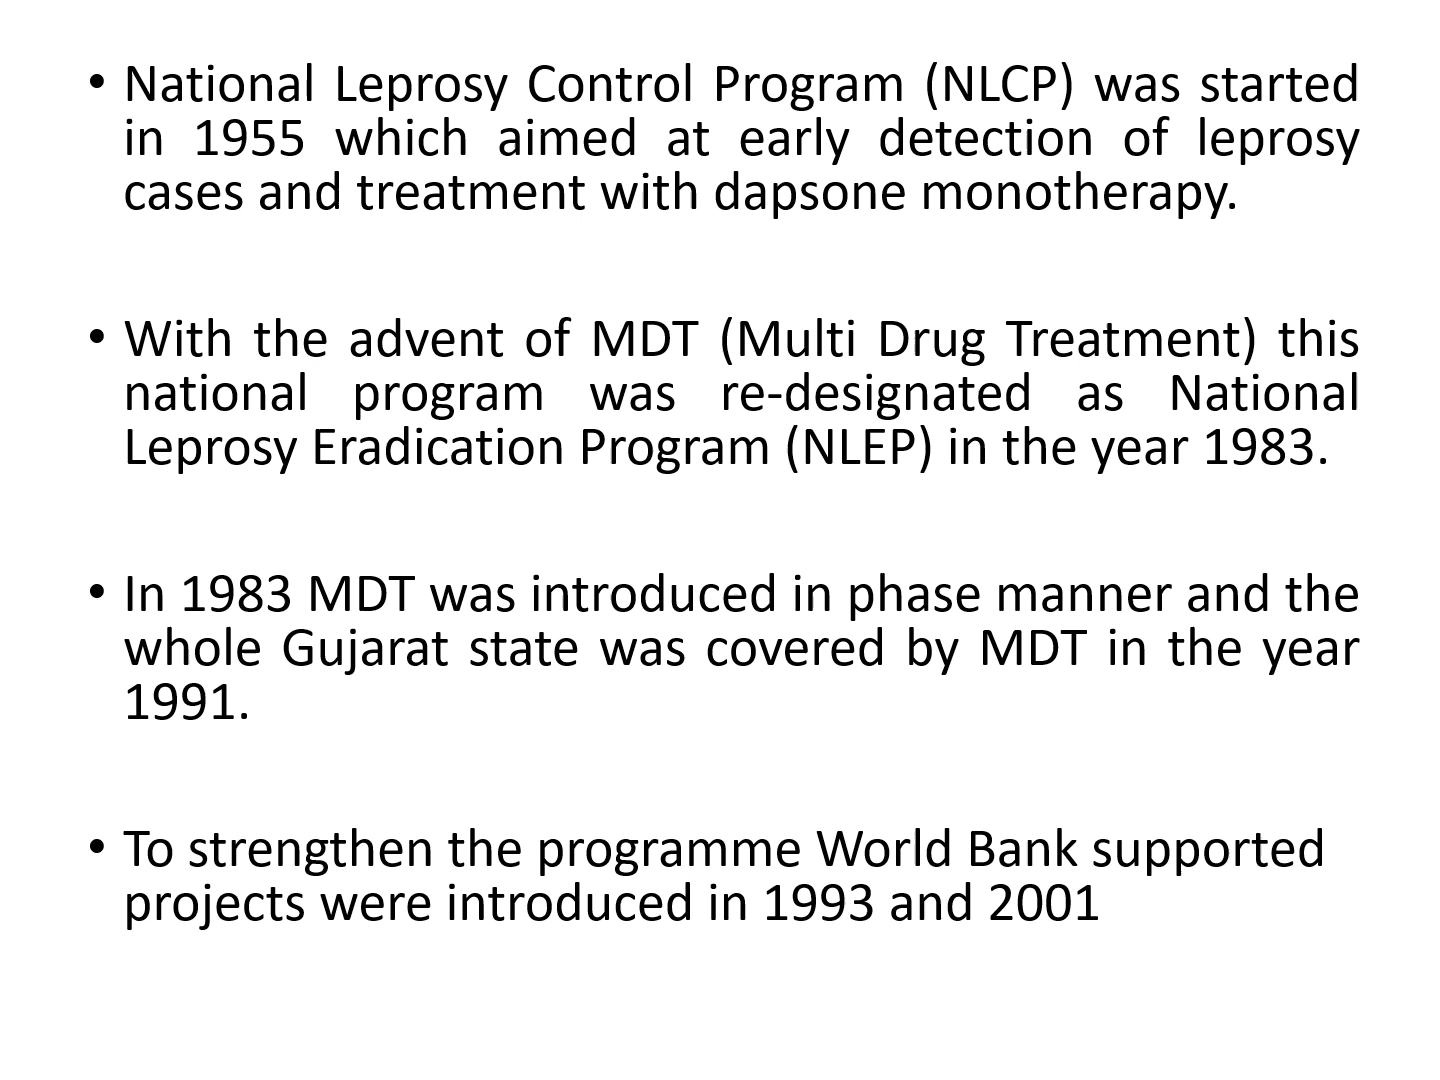 • National Leprosy Control Program (NLCP) was started
in 1955 which aimed at early detection of leprosy
cases and treatment with dapsone monotherapy.
• With the advent of MDT (Multi Drug Treatment) this
national program was re-designated as National
Leprosy Eradication Program (NLEP) in the year 1983.
• In 1983 MDT was introduced in phase manner and the
whole Gujarat state was covered by MDT in the year
1991.
• To strengthen the programme World Bank supported
projects were introduced in 1993 and 2001